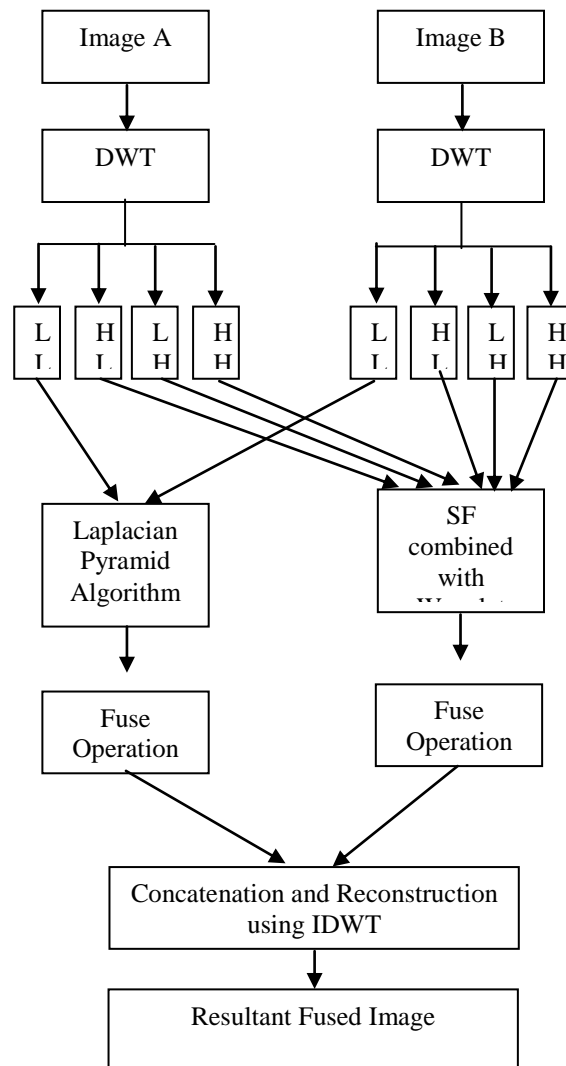 Image A
Image B
DWT
DWT
L
L
H
L
L
H
H
H
L
L
H
L
L
H
H
H
Laplacian
Pyramid
Algorithm
SF
combined
with
Fuse
Operation
Fuse
Operation
Concatenation and Reconstruction
using IDWT
Resultant Fused Image